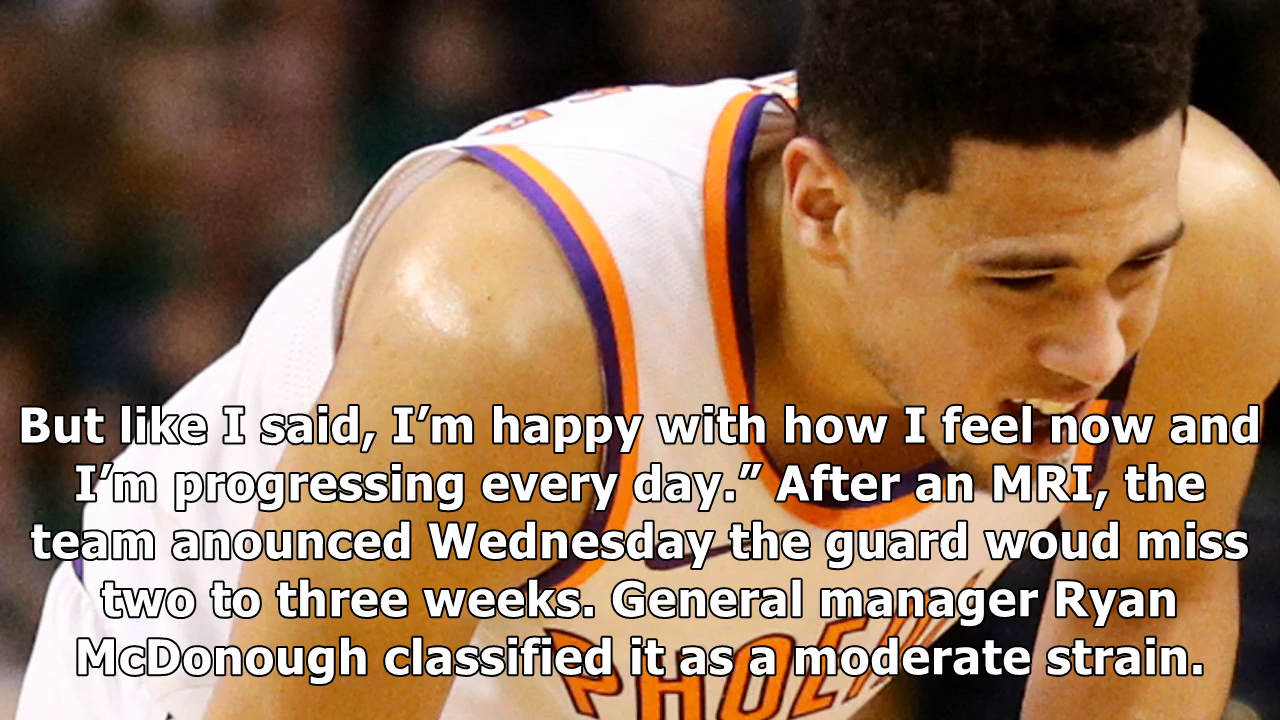 But like I said, I’m happy with how I feel now and
I’m progressing every day.” After an MRI, the
team anounced Wednesday the guard woud miss
two to three weeks. General manager Ryan
McDonough classified it as a moderate strain.
PHOENI